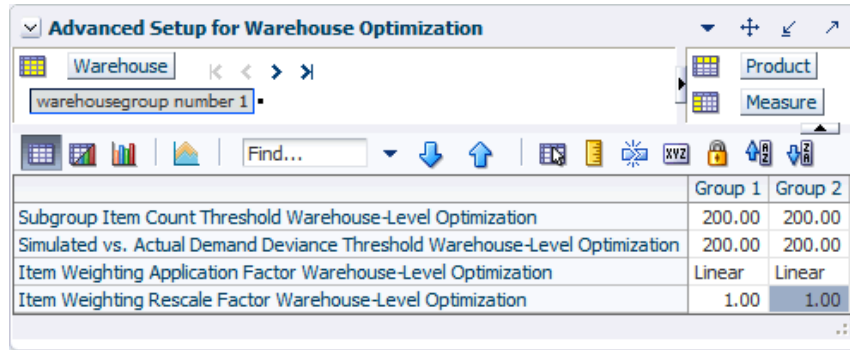 Advanced Setup for Warehouse Optimization
Warehouse
Product
warehousegroup number 1
Measure
Find...
XYZ
A Z
Z A
Group 1 Group 2
Subgroup Item Count Threshold Warehouse-Level Optimization 200.00 200.00
Simulated vs. Actual Demand Deviance Threshold Warehouse-Level Optimization 200.00 200.00
Item Weighting Application Factor Warehouse-Level Optimization Linear Linear
Item Weighting Rescale Factor Warehouse-Level Optimization 1.00 1.00